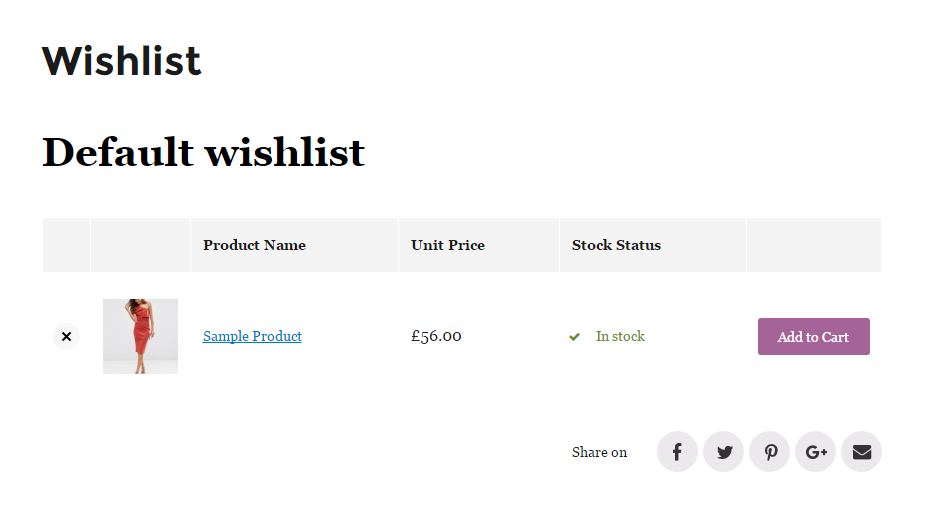 Wishlist
Default wishlist
Product Name Unit Price Stock Status
Sample Product £56.00 In stock Add to Cart
Share on